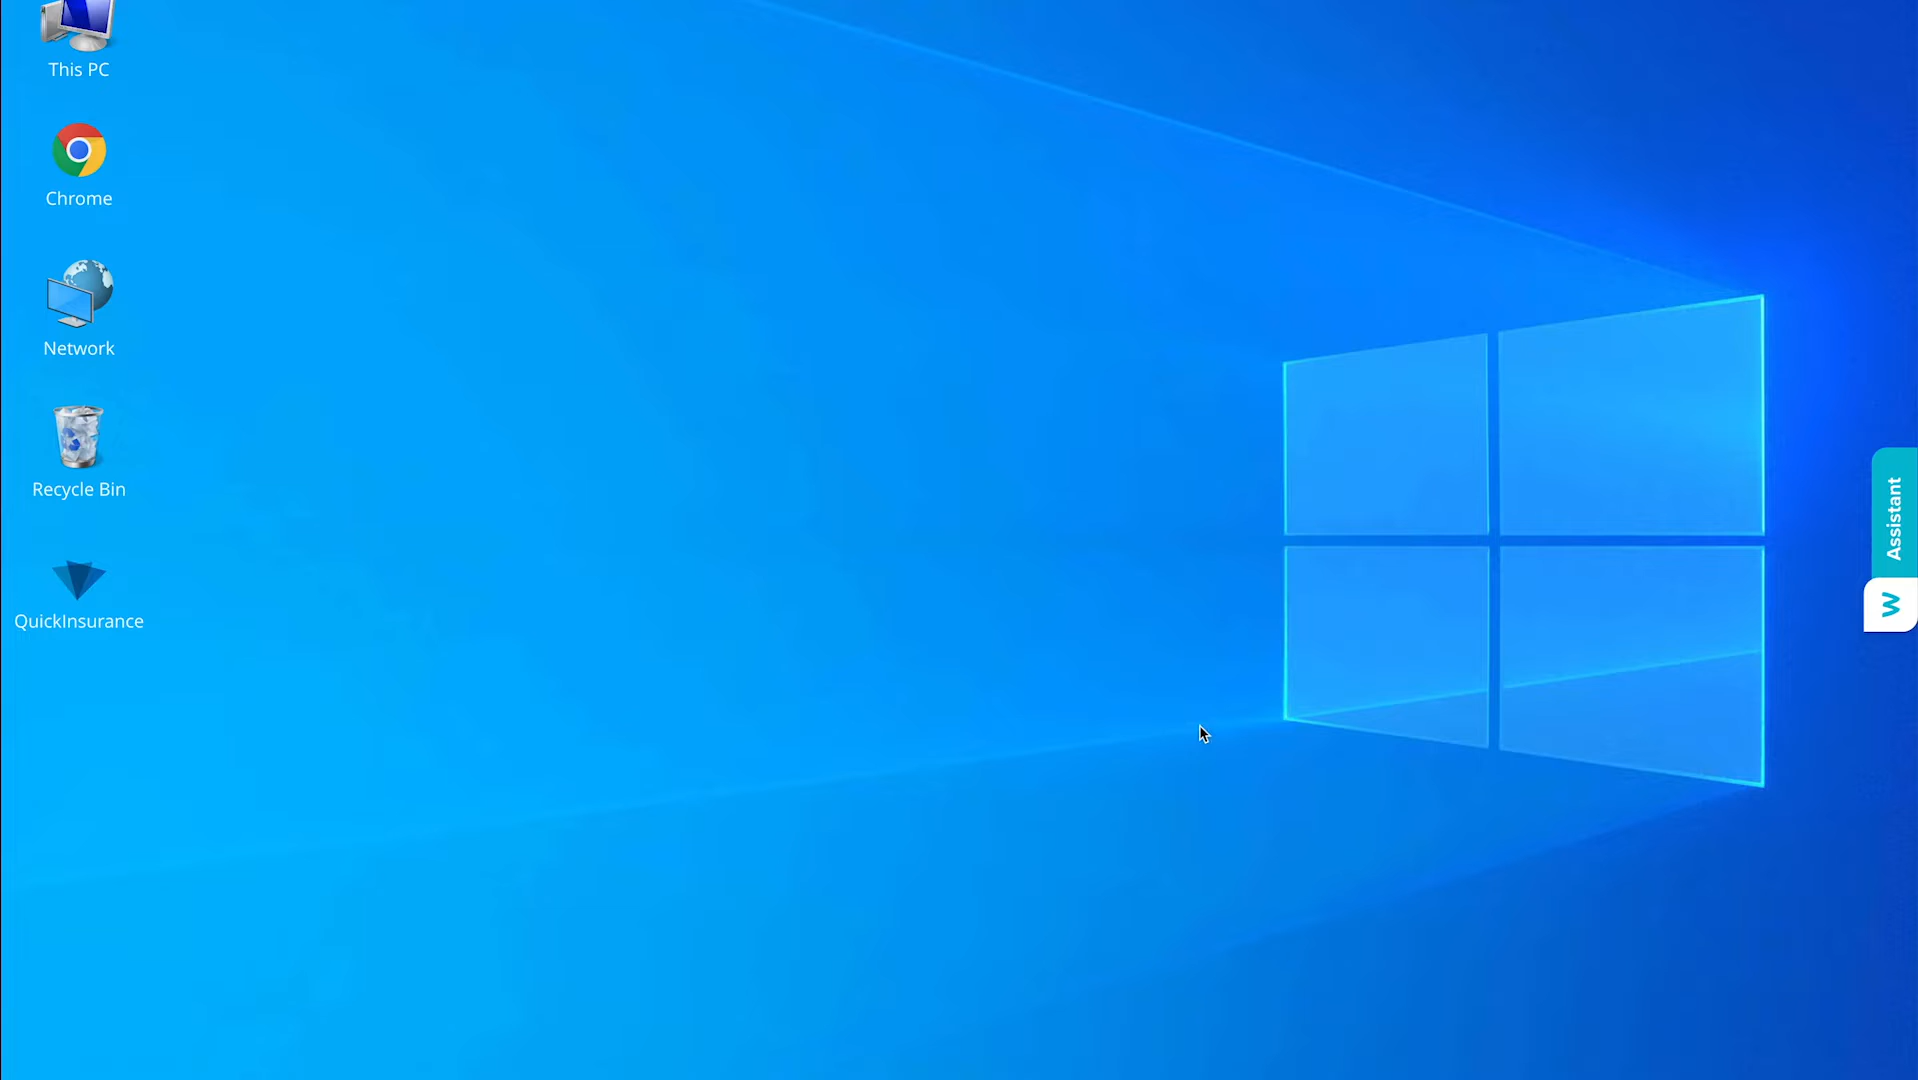 This PC
Chrome
Network
Recycle Bin
QuickInsurance
Assistant
W